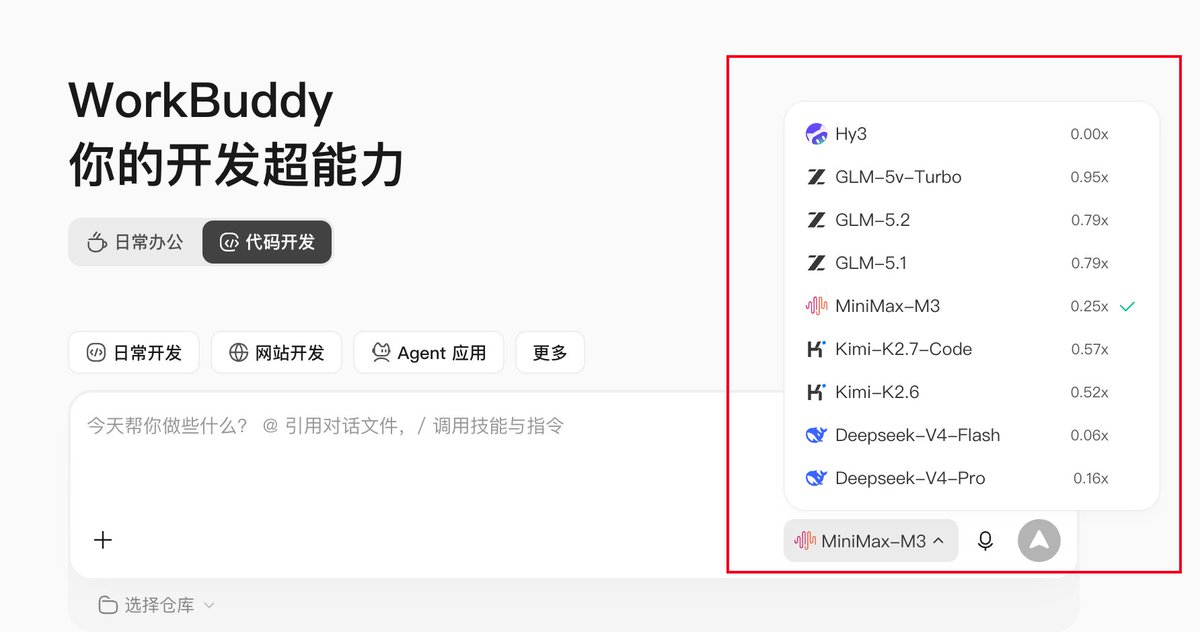 WorkBuddy
你的开发超能力
日常办公 代码开发
日常开发 网站开发 Agent 应用 更多
今天帮你做些什么? @ 引用对话文件, / 调用技能与指令
Hy3 0.00x
GLM-5v-Turbo 0.95x
GLM-5.2 0.79x
GLM-5.1 0.79x
MiniMax-M3 0.25x
Kimi-K2.7-Code 0.57x
Kimi-K2.6 0.52x
Deepseek-V4-Flash 0.06x
Deepseek-V4-Pro 0.16x
MiniMax-M3
选择仓库